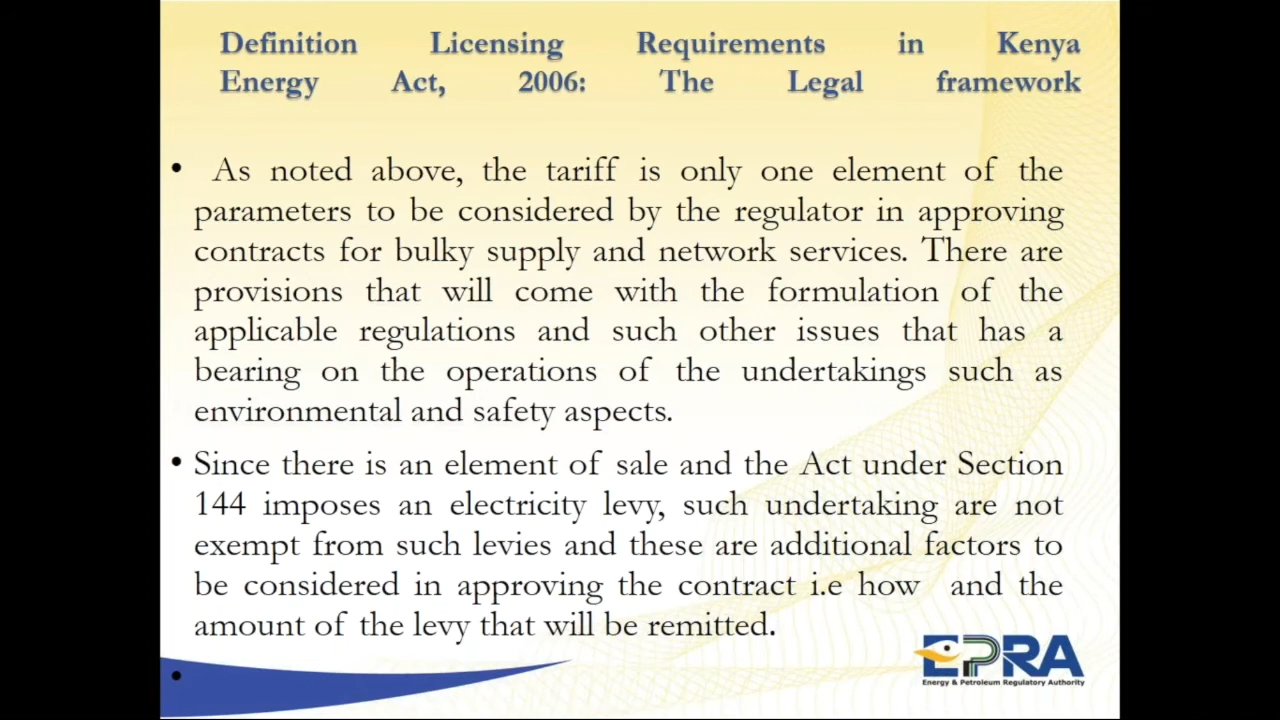 Definition Licensing Requirements in Kenya
Energy Act, 2006: The Legal framework
• As noted above, the tariff is only one element of the
parameters to be considered by the regulator in approving
contracts for bulky supply and network services. There are
provisions that will come with the formulation of the
applicable regulations and such other issues that has a
bearing on the operations of the undertakings such as
environmental and safety aspects.
• Since there is an element of sale and the Act under Section
144 imposes an electricity levy, such undertaking are not
exempt from such levies and these are additional factors to
be considered in approving the contract i.e how and the
amount of the levy that will be remitted.
•
EPRA
Energy & Petroleum Regulatory Authority